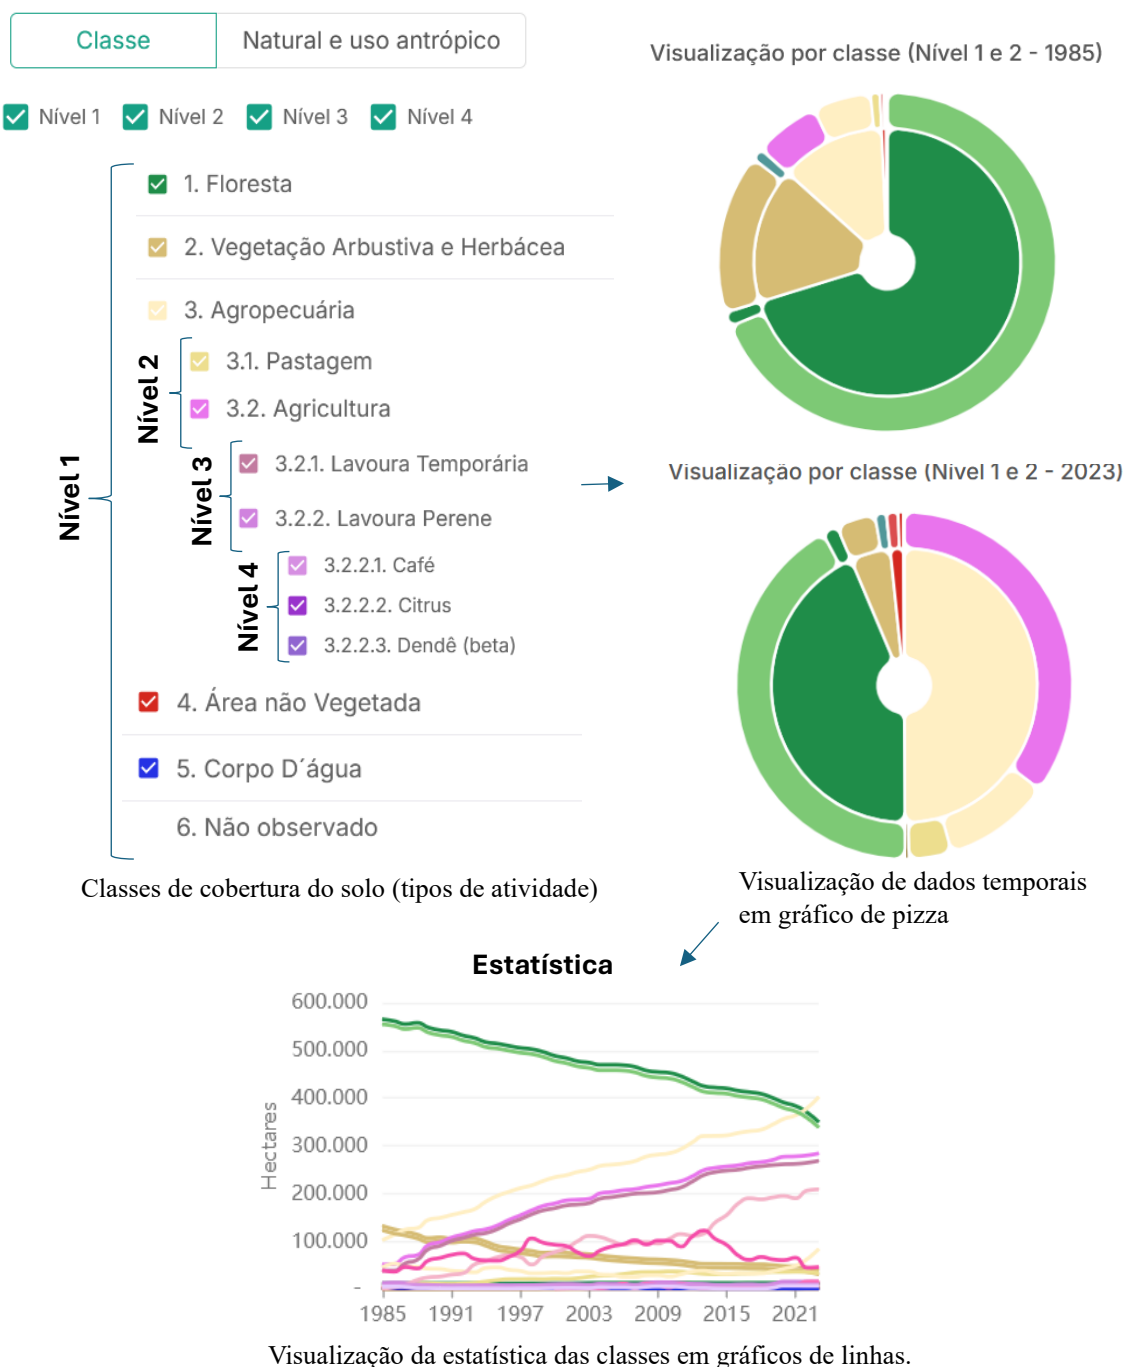 Classe
Natural e uso antrópico
Nível 1
Nível 2
Nível 3
Nível 4
Nível 1
1. Floresta
2. Vegetação Arbustiva e Herbácea
3. Agropecuária
Nível 2
3.1. Pastagem
3.2. Agricultura
Nível 3
3.2.1. Lavoura Temporária
3.2.2. Lavoura Perene
Nível 4
3.2.2.1. Café
3.2.2.2. Citrus
3.2.2.3. Dendê (beta)
4. Área não Vegetada
5. Corpo D´água
6. Não observado
Classes de cobertura do solo (tipos de atividade)
Visualização por classe (Nível 1 e 2 - 1985)
Visualização por classe (Nível 1 e 2 - 2023)
Visualização de dados temporais
em gráfico de pizza
Estatística
Hectares
600.000
500.000
400.000
300.000
200.000
100.000
-
1985 1991 1997 2003 2009 2015 2021
Visualização da estatística das classes em gráficos de linhas.